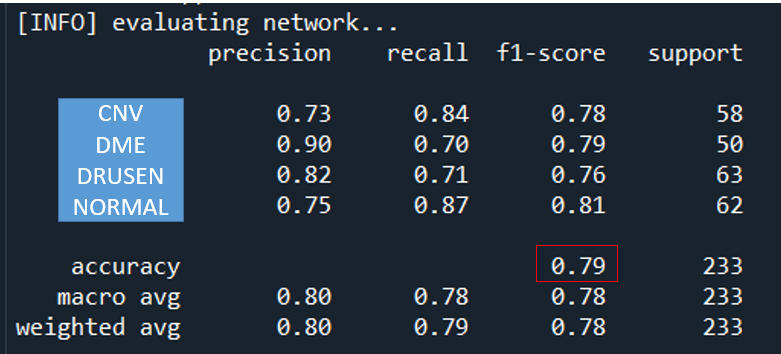 [INFO] evaluating network...
precision recall f1-score support
CNV 0.73 0.84 0.78 58
DME 0.90 0.70 0.79 50
DRUSEN 0.82 0.71 0.76 63
NORMAL 0.75 0.87 0.81 62
accuracy 0.79 233
macro avg 0.80 0.78 0.78 233
weighted avg 0.80 0.79 0.78 233